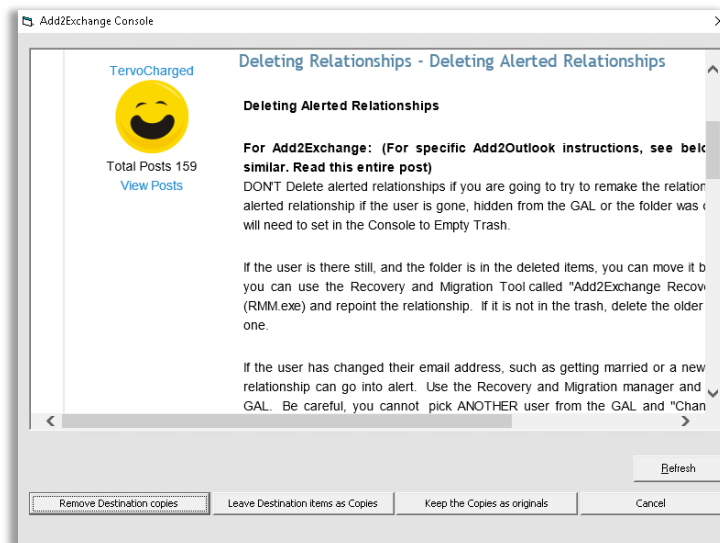 Add2Exchange Console
TervoCharged
Total Posts 159
View Posts
Deleting Relationships - Deleting Alerted Relationships
Deleting Alerted Relationships
For Add2Exchange: (For specific Add2Outlook instructions, see
similar. Read this entire post)
DON'T Delete alerted relationships if you are going to try to remake the
alerted relationship if the user is gone, hidden from the GAL or the folder was
will need to set in the Console to Empty Trash.
If the user is there still, and the folder is in the deleted items, you can move it
you can use the Recovery and Migration Tool called "Add2Exchange
(RMM.exe) and repoint the relationship. If it is not in the trash, delete the older
one.
If the user has changed their email address, such as getting married or a new
relationship can go into alert. Use the Recovery and Migration manager and
GAL. Be careful, you cannot pick ANOTHER user from the GAL and
Refresh
Remove Destination copies
Leave Destination items as Copies
Keep the Copies as originals
Cancel